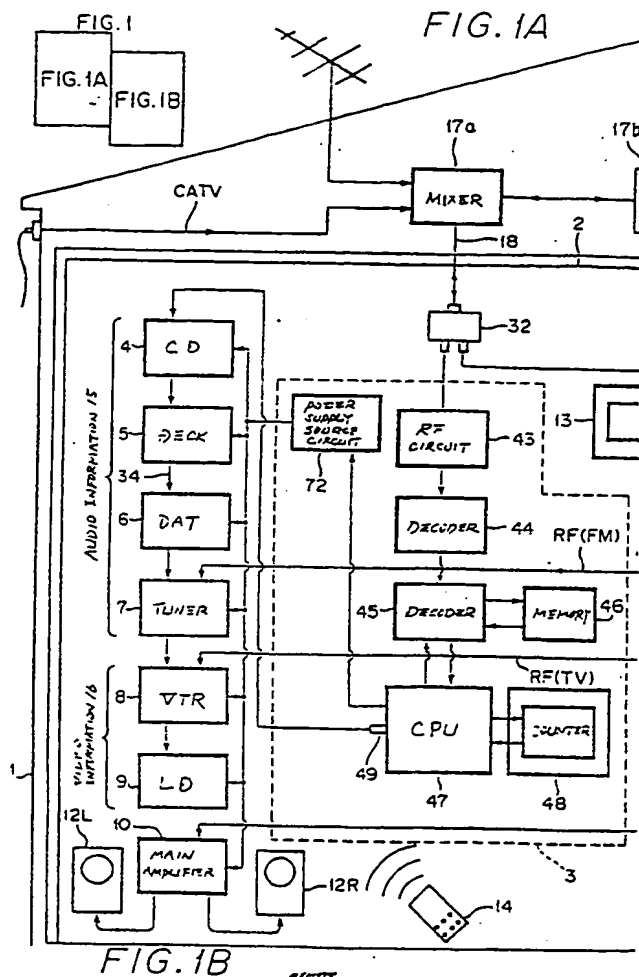 FIG. 1
FIG. 1A
FIG. 1B
FIG. 1A
17a
17b
MIXER
CATV
18
2
32
4
CD
5
DECK
34
6
DAT
7
TUNER
AUDIO INFORMATION 15
8
VTR
9
LD
VIDEO
INFORMATION 16
POWER
SUPPLY
SOURCE
CIRCUIT
72
RF
CIRCUIT
43
13
DECODER
44
RF(FM)
45
DECODER
MEMORY
46
RF(TV)
CPU
49
47
COUNTER
48
1
12L
10
MAIN
AMPLIFIER
12R
14
3
FIG. 1B
REMOTE